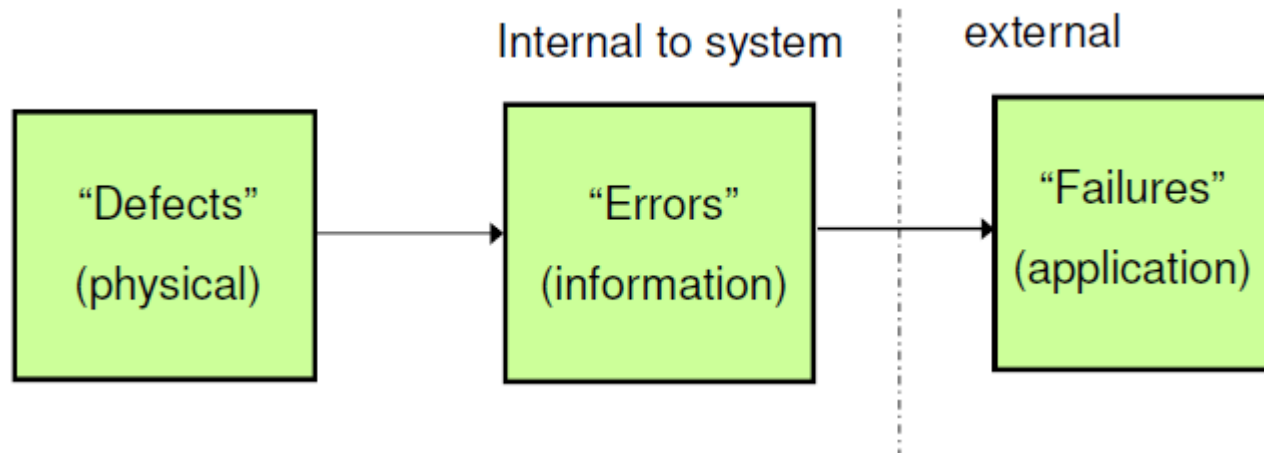 Internal to system
external
“Defects”
(physical)
“Errors”
(information)
“Failures”
(application)